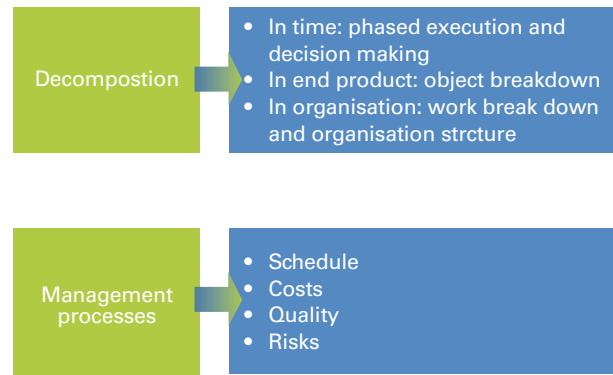 Decompostion
• In time: phased execution and
decision making
• In end product: object breakdown
• In organisation: work break down
and organisation strcture
Management
processes
• Schedule
• Costs
• Quality
• Risks